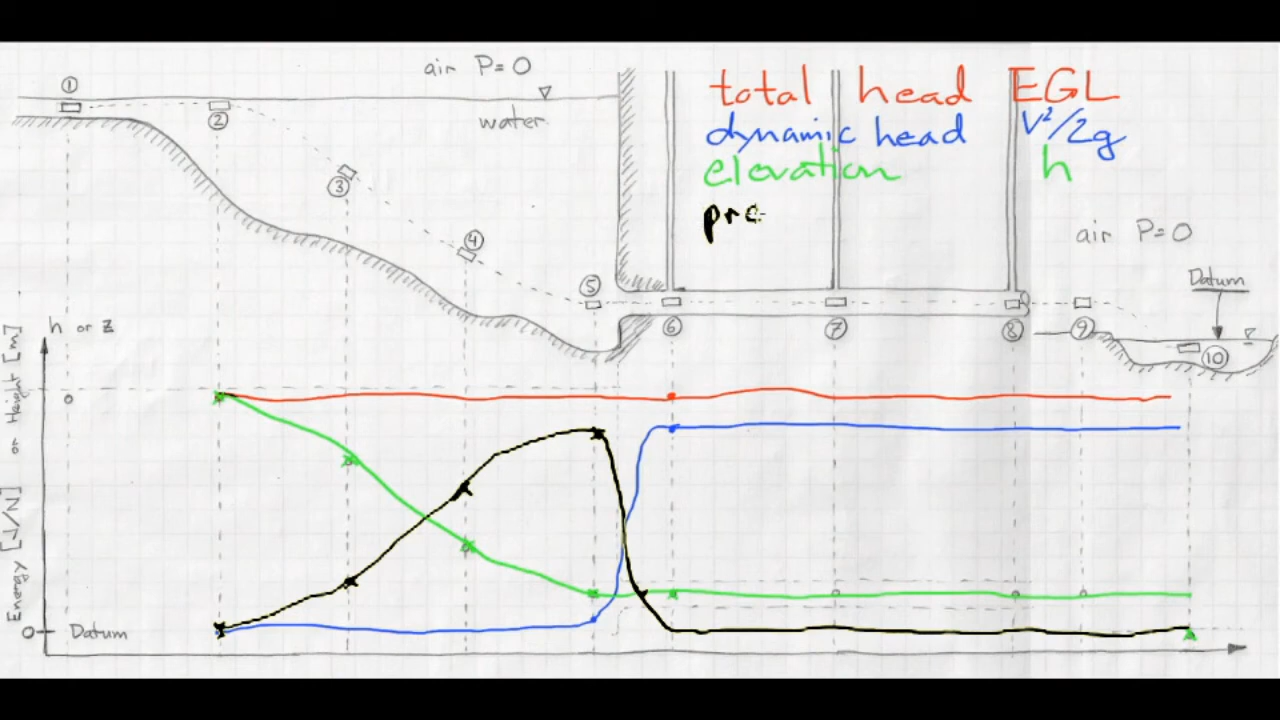 ①
air P=0
②
water
③
④
⑤
⑥
⑦
⑧
⑨
⑩
total head EGL
dynamic head V²/2g
elevation h
pre
air P=0
Datum
h or z
Energy [J/N] or Height [m]
0
Datum